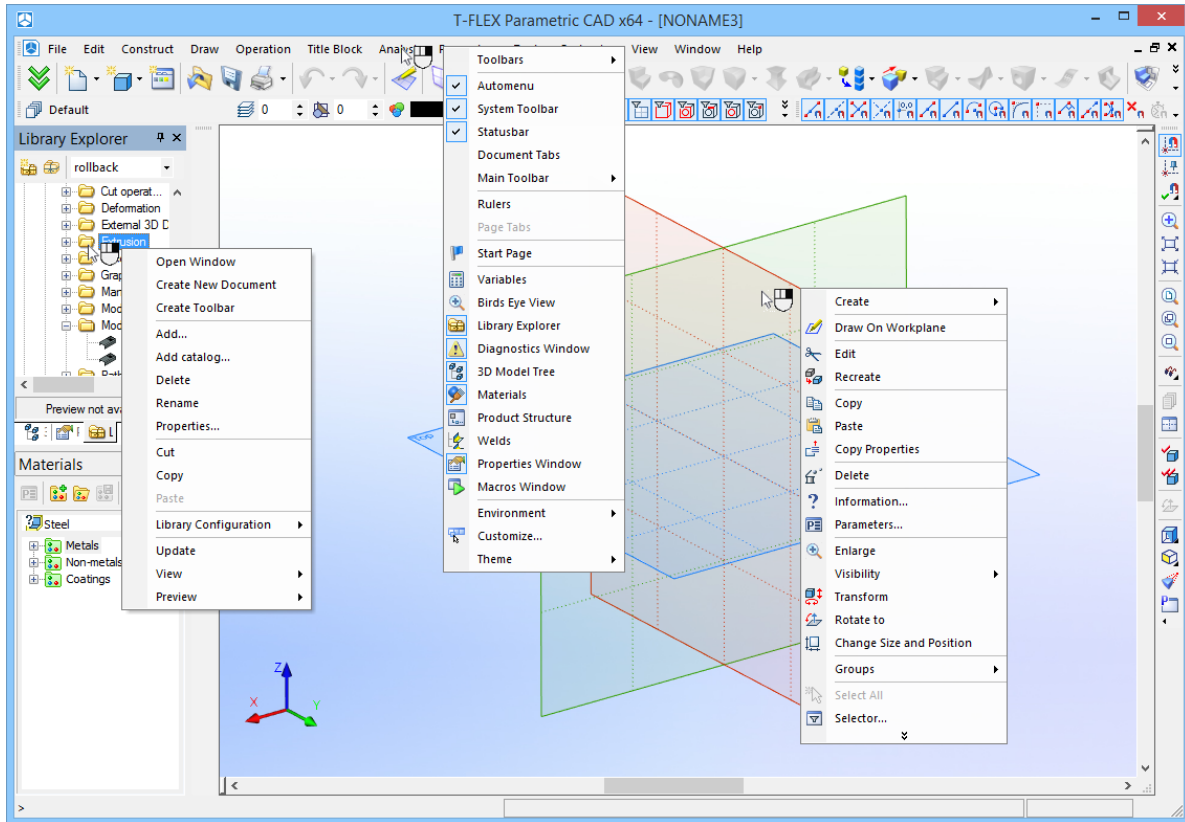 T-FLEX Parametric CAD x64 - [NONAME3]
File Edit Construct Draw Operation Title Block View Window Help
Default 0 0
Library Explorer
rollback
Cut operat...
Deformation
External 3D D
Extrusion
Preview not
Materials
Steel
Metals
Non-metals
Coatings
Open Window
Create New Document
Create Toolbar
Add...
Add catalog...
Delete
Rename
Properties...
Cut
Copy
Paste
Library Configuration
Update
View
Preview
Toolbars
Automenu
System Toolbar
Statusbar
Document Tabs
Main Toolbar
Rulers
Page Tabs
Start Page
Variables
Birds Eye View
Library Explorer
Diagnostics Window
3D Model Tree
Materials
Product Structure
Welds
Properties Window
Macros Window
Environment
Customize...
Theme
Create
Draw On Workplane
Edit
Recreate
Copy
Paste
Copy Properties
Delete
Information...
Parameters...
Enlarge
Visibility
Transform
Rotate to
Change Size and Position
Groups
Select All
Selector...
Z
X
Y
>